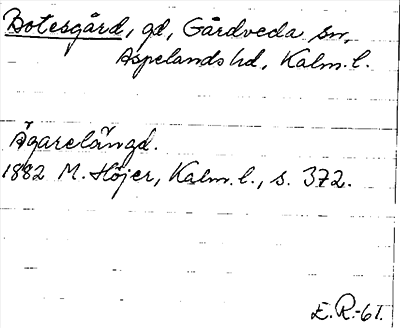 Botesgård, gd, Gårdveda sn,
Aspelands hd, Kalm. l.
Ägarelängd.
1882 M. Höjer, Kalm. l., s. 372.
E.R.-61.